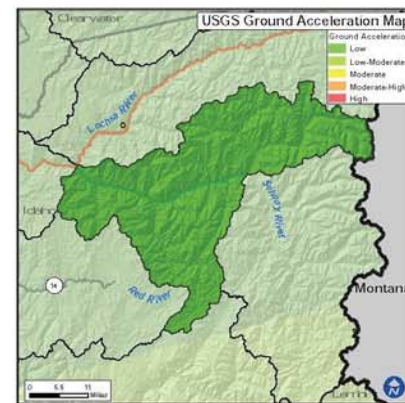 USGS Ground Acceleration Map
Ground Acceleration
Low
Low-Moderate
Moderate
Moderate-High
High
Clearwater
Lochsa River
Idaho
Selway River
Montana
14
Red River
0 5.5 11
Miles
Lemhi
N